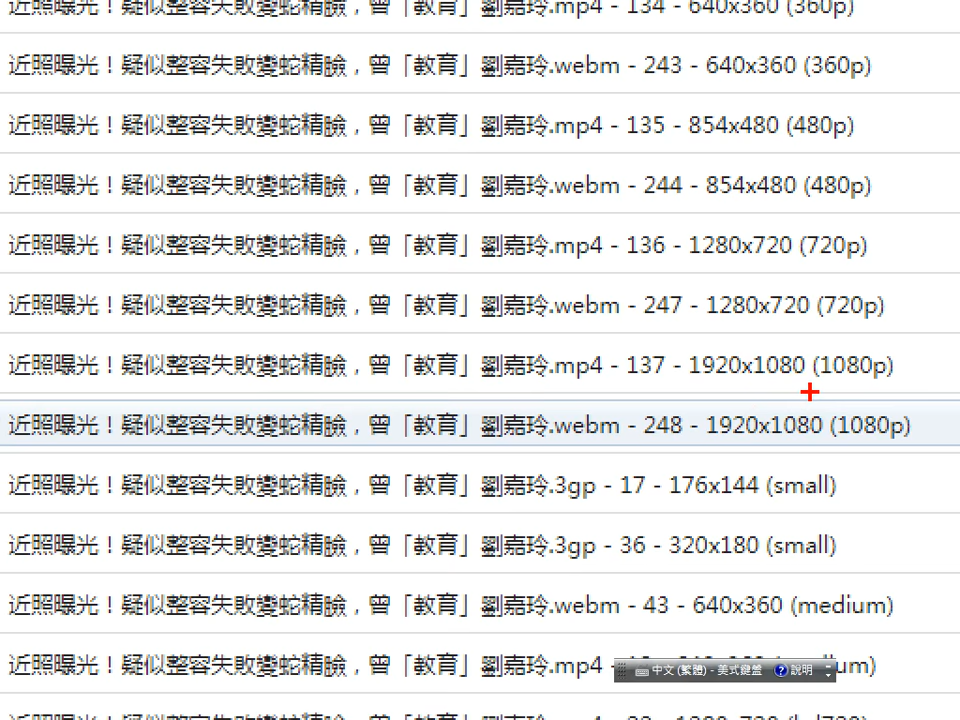 近照曝光！疑似整容失敗變蛇精臉，曾「教育」劉嘉玲.mp4 - 134 - 640x360 (360p)
近照曝光！疑似整容失敗變蛇精臉，曾「教育」劉嘉玲.webm - 243 - 640x360 (360p)
近照曝光！疑似整容失敗變蛇精臉，曾「教育」劉嘉玲.mp4 - 135 - 854x480 (480p)
近照曝光！疑似整容失敗變蛇精臉，曾「教育」劉嘉玲.webm - 244 - 854x480 (480p)
近照曝光！疑似整容失敗變蛇精臉，曾「教育」劉嘉玲.mp4 - 136 - 1280x720 (720p)
近照曝光！疑似整容失敗變蛇精臉，曾「教育」劉嘉玲.webm - 247 - 1280x720 (720p)
近照曝光！疑似整容失敗變蛇精臉，曾「教育」劉嘉玲.mp4 - 137 - 1920x1080 (1080p)
近照曝光！疑似整容失敗變蛇精臉，曾「教育」劉嘉玲.webm - 248 - 1920x1080 (1080p)
近照曝光！疑似整容失敗變蛇精臉，曾「教育」劉嘉玲.3gp - 17 - 176x144 (small)
近照曝光！疑似整容失敗變蛇精臉，曾「教育」劉嘉玲.3gp - 36 - 320x180 (small)
近照曝光！疑似整容失敗變蛇精臉，曾「教育」劉嘉玲.webm - 43 - 640x360 (medium)
近照曝光！疑似整容失敗變蛇精臉，曾「教育」劉嘉玲.mp4 -
中文 (繁體) - 美式鍵盤 ? 說明